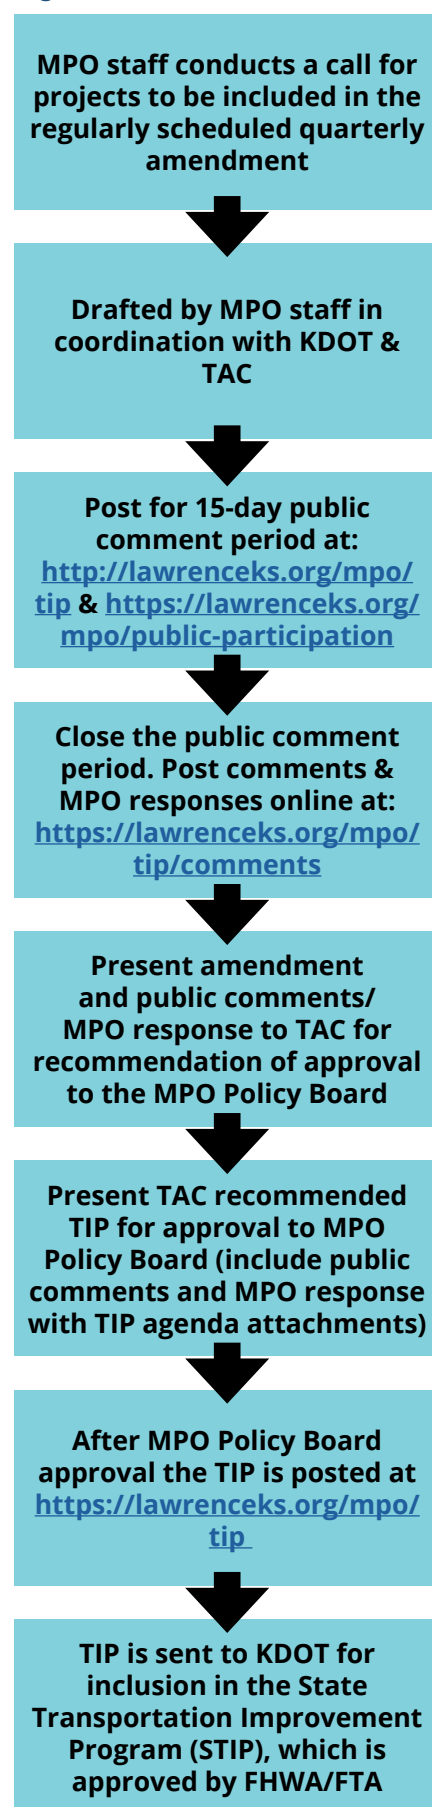 MPO staff conducts a call for
projects to be included in the
regularly scheduled quarterly
amendment
Drafted by MPO staff in
coordination with KDOT &
TAC
Post for 15-day public
comment period at:
http://lawrenceks.org/mpo/
tip & https://lawrenceks.org/
mpo/public-participation
Close the public comment
period. Post comments &
MPO responses online at:
https://lawrenceks.org/mpo/
tip/comments
Present amendment
and public comments/
MPO response to TAC for
recommendation of approval
to the MPO Policy Board
Present TAC recommended
TIP for approval to MPO
Policy Board (include public
comments and MPO response
with TIP agenda attachments)
After MPO Policy Board
approval the TIP is posted at
https://lawrenceks.org/mpo/
tip
TIP is sent to KDOT for
inclusion in the State
Transportation Improvement
Program (STIP), which is
approved by FHWA/FTA